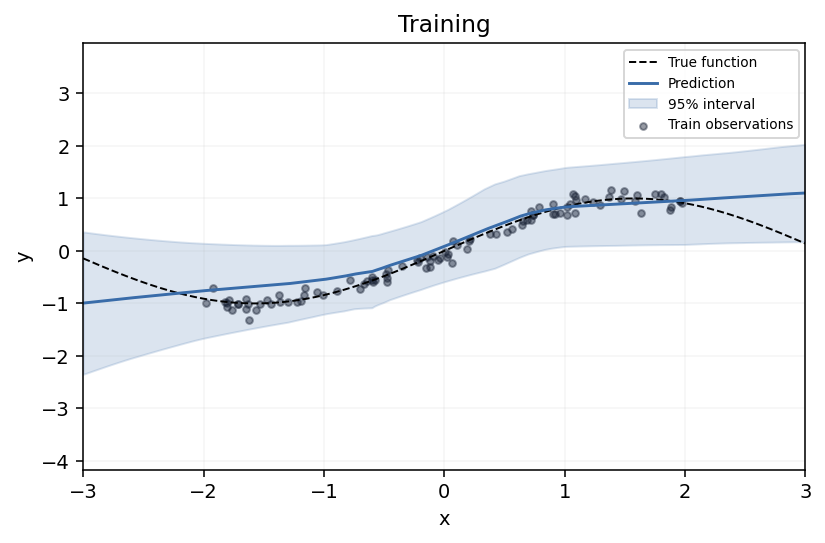 Training
True function
Prediction
95% interval
Train observations
3
2
1
0
−1
−2
−3
−4
y
−3 −2 −1 0 1 2 3
x